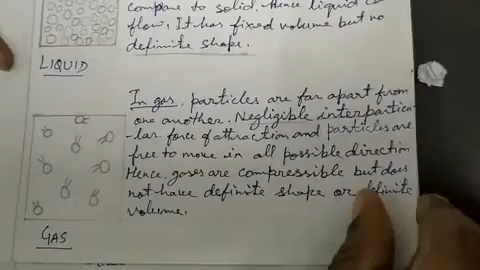 compare to solid. Hence liquid ca
flow. It has fixed volume but no
definite shape.
LIQUID
In gas, particles are far apart from
one another. Negligible interparticu-
-lar force of attraction and particles are
free to move in all possible direction
Hence, gases are compressible but does
not have definite shape or definite
volume.
GAS